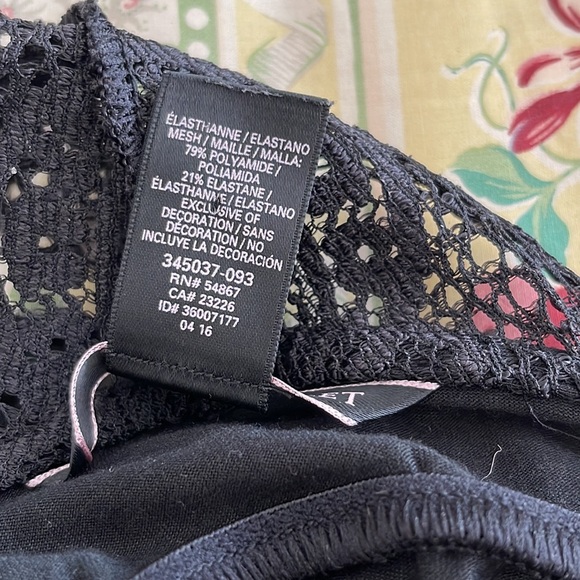 ÉLASTHANNE / ELASTANO
MESH / MAILLE / MALLA:
79% POLYAMIDE /
POLIAMIDA
21% ELASTANE /
ÉLASTHANNE / ELASTANO
EXCLUSIVE OF
DECORATION / SANS
DÉCORATION / NO
INCLUYE LA DECORACIÓN
345037-093
RN# 54867
CA# 23226
ID# 36007177
04 16